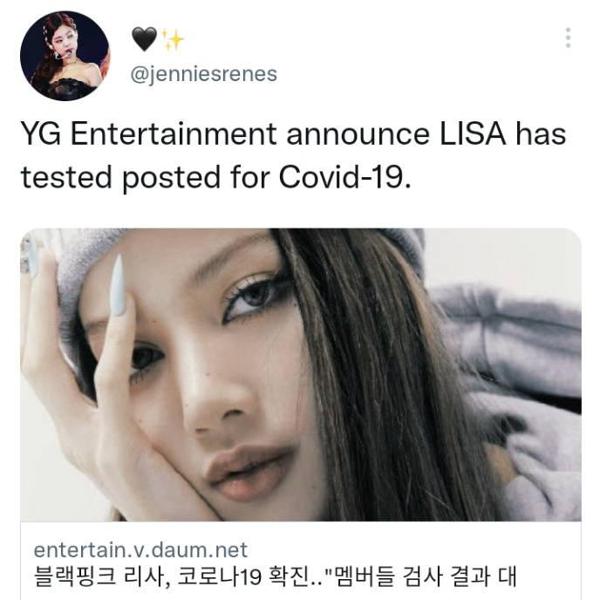 🖤✨
@jenniesrenes
YG Entertainment announce LISA has
tested posted for Covid-19.
entertain.v.daum.net
블랙핑크 리사, 코로나19 확진.."멤버들 검사 결과 대